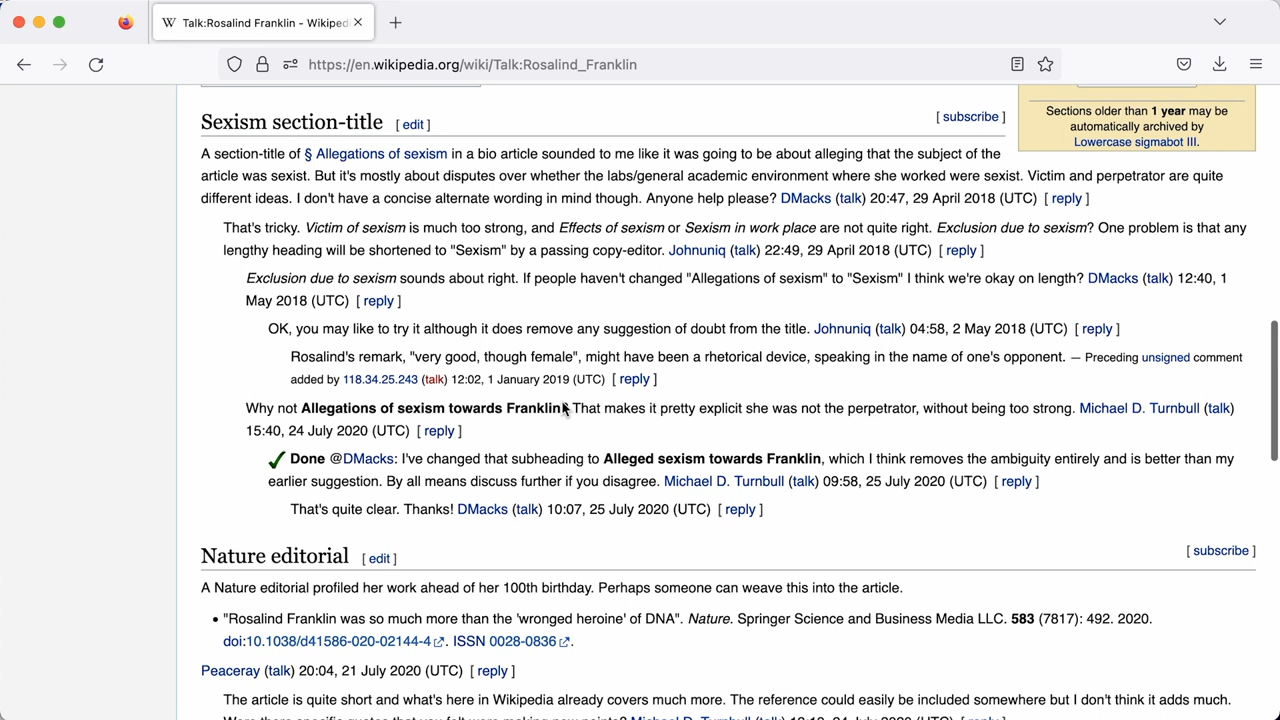 Talk:Rosalind Franklin - Wikiped
https://en.wikipedia.org/wiki/Talk:Rosalind_Franklin
Sections older than 1 year may be
automatically archived by
Lowercase sigmabot III.
Sexism section-title [ edit ] [ subscribe ]
A section-title of § Allegations of sexism in a bio article sounded to me like it was going to be about alleging that the subject of the
article was sexist. But it's mostly about disputes over whether the labs/general academic environment where she worked were sexist. Victim and perpetrator are quite
different ideas. I don't have a concise alternate wording in mind though. Anyone help please? DMacks (talk) 20:47, 29 April 2018 (UTC) [ reply ]
That's tricky. Victim of sexism is much too strong, and Effects of sexism or Sexism in work place are not quite right. Exclusion due to sexism? One problem is that any
lengthy heading will be shortened to "Sexism" by a passing copy-editor. Johnuniq (talk) 22:49, 29 April 2018 (UTC) [ reply ]
Exclusion due to sexism sounds about right. If people haven't changed "Allegations of sexism" to "Sexism" I think we're okay on length? DMacks (talk) 12:40, 1
May 2018 (UTC) [ reply ]
OK, you may like to try it although it does remove any suggestion of doubt from the title. Johnuniq (talk) 04:58, 2 May 2018 (UTC) [ reply ]
Rosalind's remark, "very good, though female", might have been a rhetorical device, speaking in the name of one's opponent. — Preceding unsigned comment
added by 118.34.25.243 (talk) 12:02, 1 January 2019 (UTC) [ reply ]
Why not Allegations of sexism towards Franklin That makes it pretty explicit she was not the perpetrator, without being too strong. Michael D. Turnbull (talk)
15:40, 24 July 2020 (UTC) [ reply ]
Done @DMacks: I've changed that subheading to Alleged sexism towards Franklin, which I think removes the ambiguity entirely and is better than my
earlier suggestion. By all means discuss further if you disagree. Michael D. Turnbull (talk) 09:58, 25 July 2020 (UTC) [ reply ]
That's quite clear. Thanks! DMacks (talk) 10:07, 25 July 2020 (UTC) [ reply ]
Nature editorial [ edit ] [ subscribe ]
A Nature editorial profiled her work ahead of her 100th birthday. Perhaps someone can weave this into the article.
• "Rosalind Franklin was so much more than the 'wronged heroine' of DNA". Nature. Springer Science and Business Media LLC. 583 (7817): 492. 2020.
doi:10.1038/d41586-020-02144-4. ISSN 0028-0836.
Peaceray (talk) 20:04, 21 July 2020 (UTC) [ reply ]
The article is quite short and what's here in Wikipedia already covers much more. The reference could easily be included somewhere but I don't think it adds much.